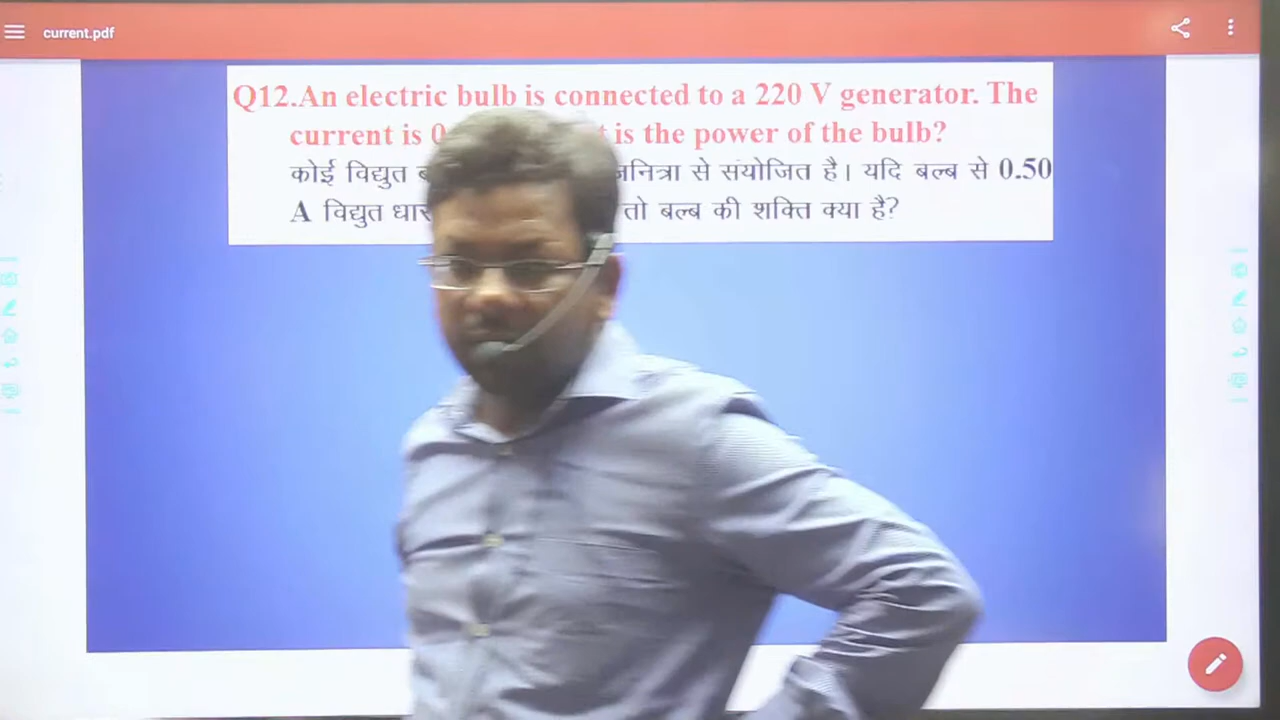 current.pdf
Q12.An electric bulb is connected to a 220 V generator. The
current is 0 is the power of the bulb?
कोई विद्युत से संयोजित है। यदि बल्ब से 0.50
A विद्युत तो बल्ब की शक्ति क्या है?